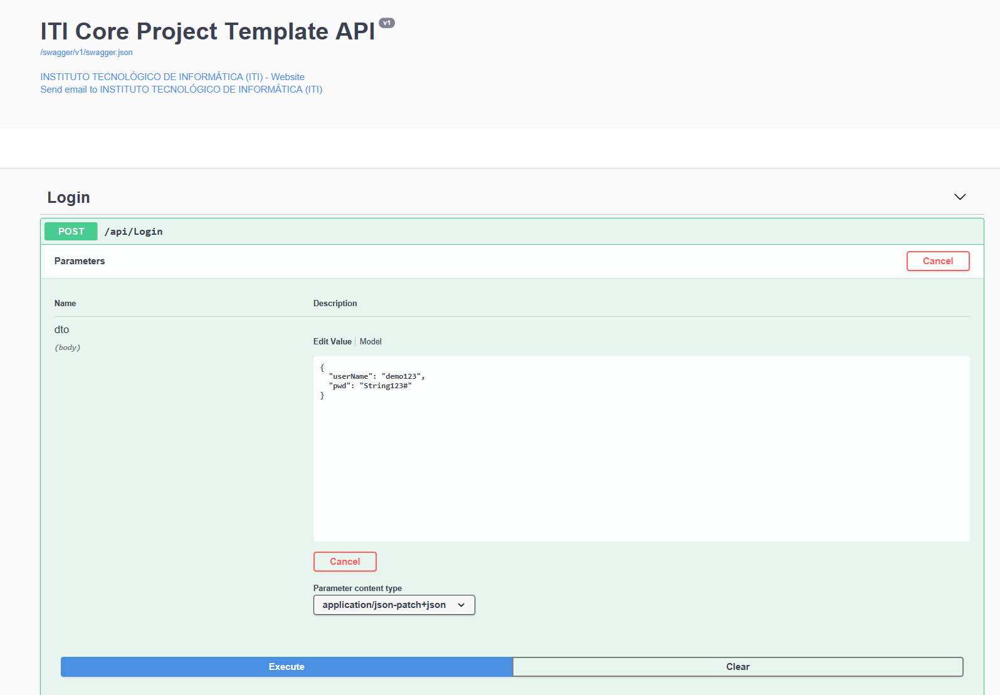 ITI Core Project Template API v1
/swagger/v1/swagger.json
INSTITUTO TECNOLÓGICO DE INFORMÁTICA (ITI) - Website
Send email to INSTITUTO TECNOLÓGICO DE INFORMÁTICA (ITI)
Login
POST /api/Login
Parameters
Cancel
Name
Description
dto
(body)
Edit Value
Model
{
"userName": "demo123",
"pwd": "String123#"
}
Cancel
Parameter content type
application/json-patch+json
Execute
Clear